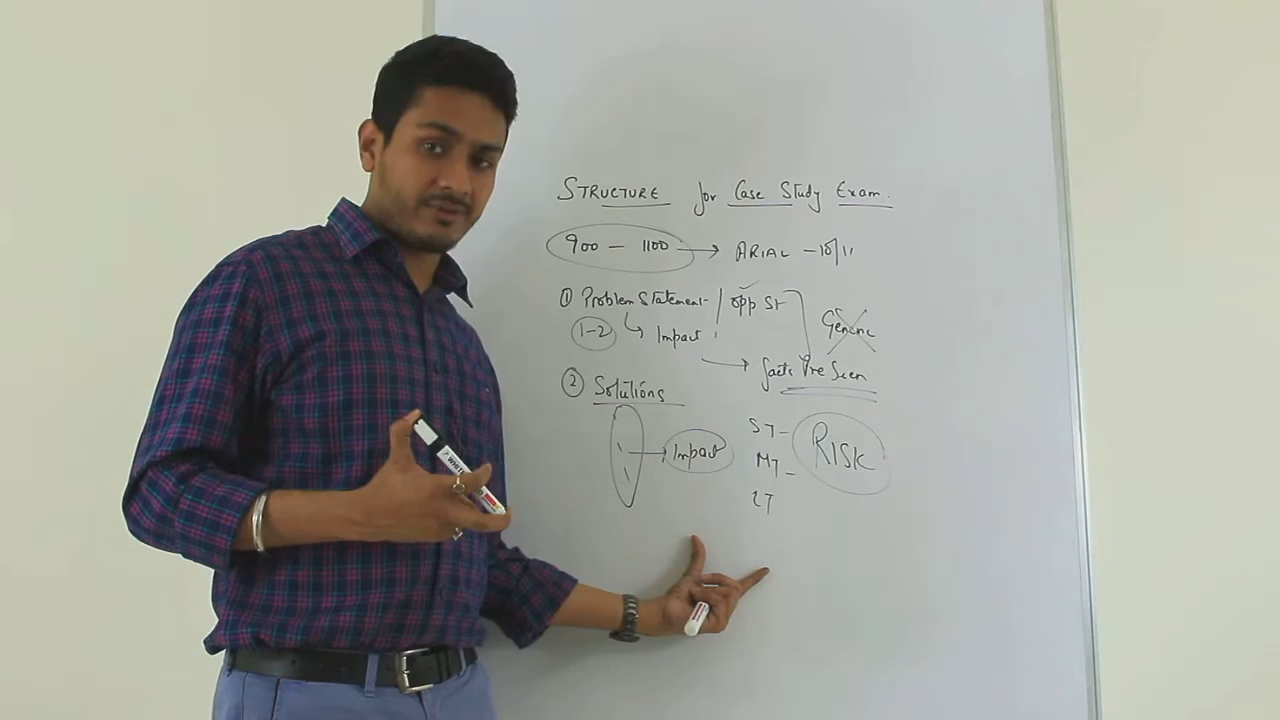 STRUCTURE for Case Study Exam.
900 – 1100 → ARIAL – 10/11
① Problem Statement / Opp St
Generic
1-2 ↳ Impact
→ facts Pre Seen
② Solutions
→ Impact
ST –
MT –
LT
RISK
WHITE